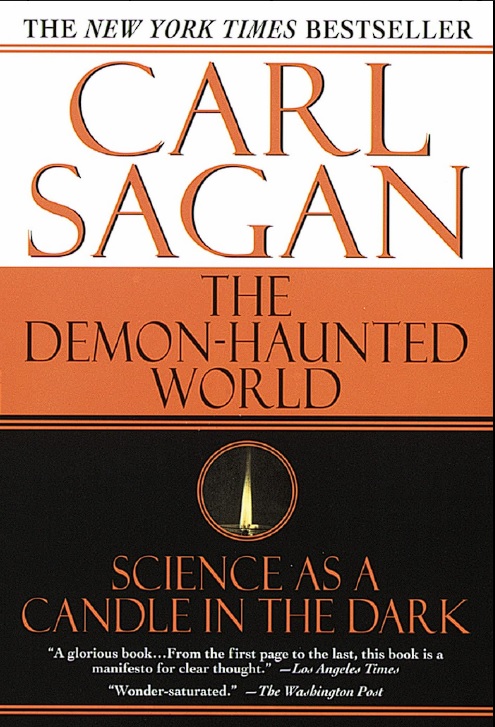 THE NEW YORK TIMES BESTSELLER
CARL
SAGAN
THE
DEMON-HAUNTED
WORLD
SCIENCE AS A
CANDLE IN THE DARK
“A glorious book...From the first page to the last, this book is a
manifesto for clear thought.” —Los Angeles Times
“Wonder-saturated.” —The Washington Post